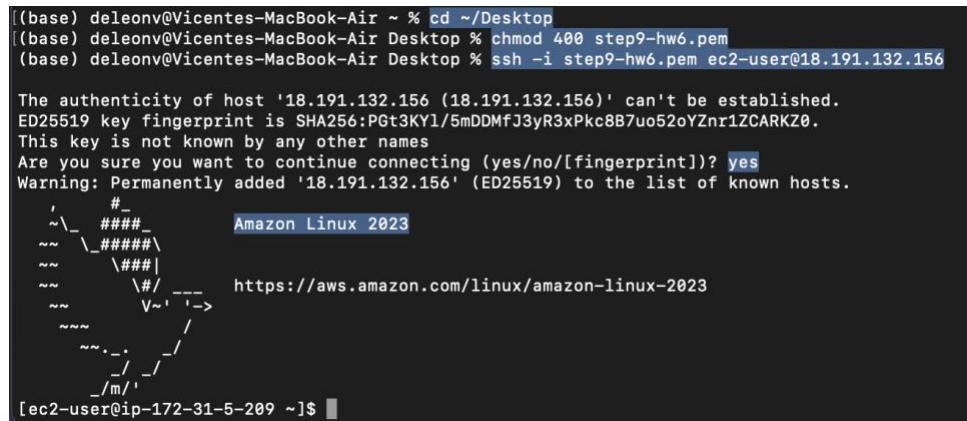 [(base) deleonv@Vicentes-MacBook-Air ~ % cd ~/Desktop
[(base) deleonv@Vicentes-MacBook-Air Desktop % chmod 400 step9-hw6.pem
(base) deleonv@Vicentes-MacBook-Air Desktop % ssh -i step9-hw6.pem ec2-user@18.191.132.156
The authenticity of host '18.191.132.156 (18.191.132.156)' can't be established.
ED25519 key fingerprint is SHA256:PGt3KYl/5mDDMfJ3yR3xPkc8B7uo52oYZnr1ZCARKZ0.
This key is not known by any other names
Are you sure you want to continue connecting (yes/no/[fingerprint])? yes
Warning: Permanently added '18.191.132.156' (ED25519) to the list of known hosts.
   ,     #_
   ~\_  ####_        Amazon Linux 2023
  ~~  \_#####\
  ~~     \###|
  ~~       \#/ ___   https://aws.amazon.com/linux/amazon-linux-2023
   ~~       V~' '->
    ~~~         /
      ~~._.   _/
         _/ _/
       _/m/'
[ec2-user@ip-172-31-5-209 ~]$